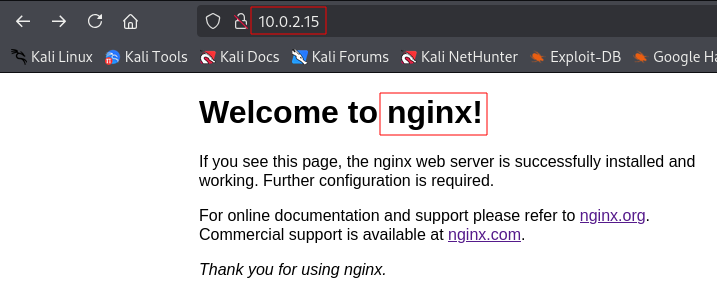 10.0.2.15
Kali Linux Kali Tools Kali Docs Kali Forums Kali NetHunter Exploit-DB Google Ha
Welcome to nginx!
If you see this page, the nginx web server is successfully installed and
working. Further configuration is required.
For online documentation and support please refer to nginx.org.
Commercial support is available at nginx.com.
Thank you for using nginx.